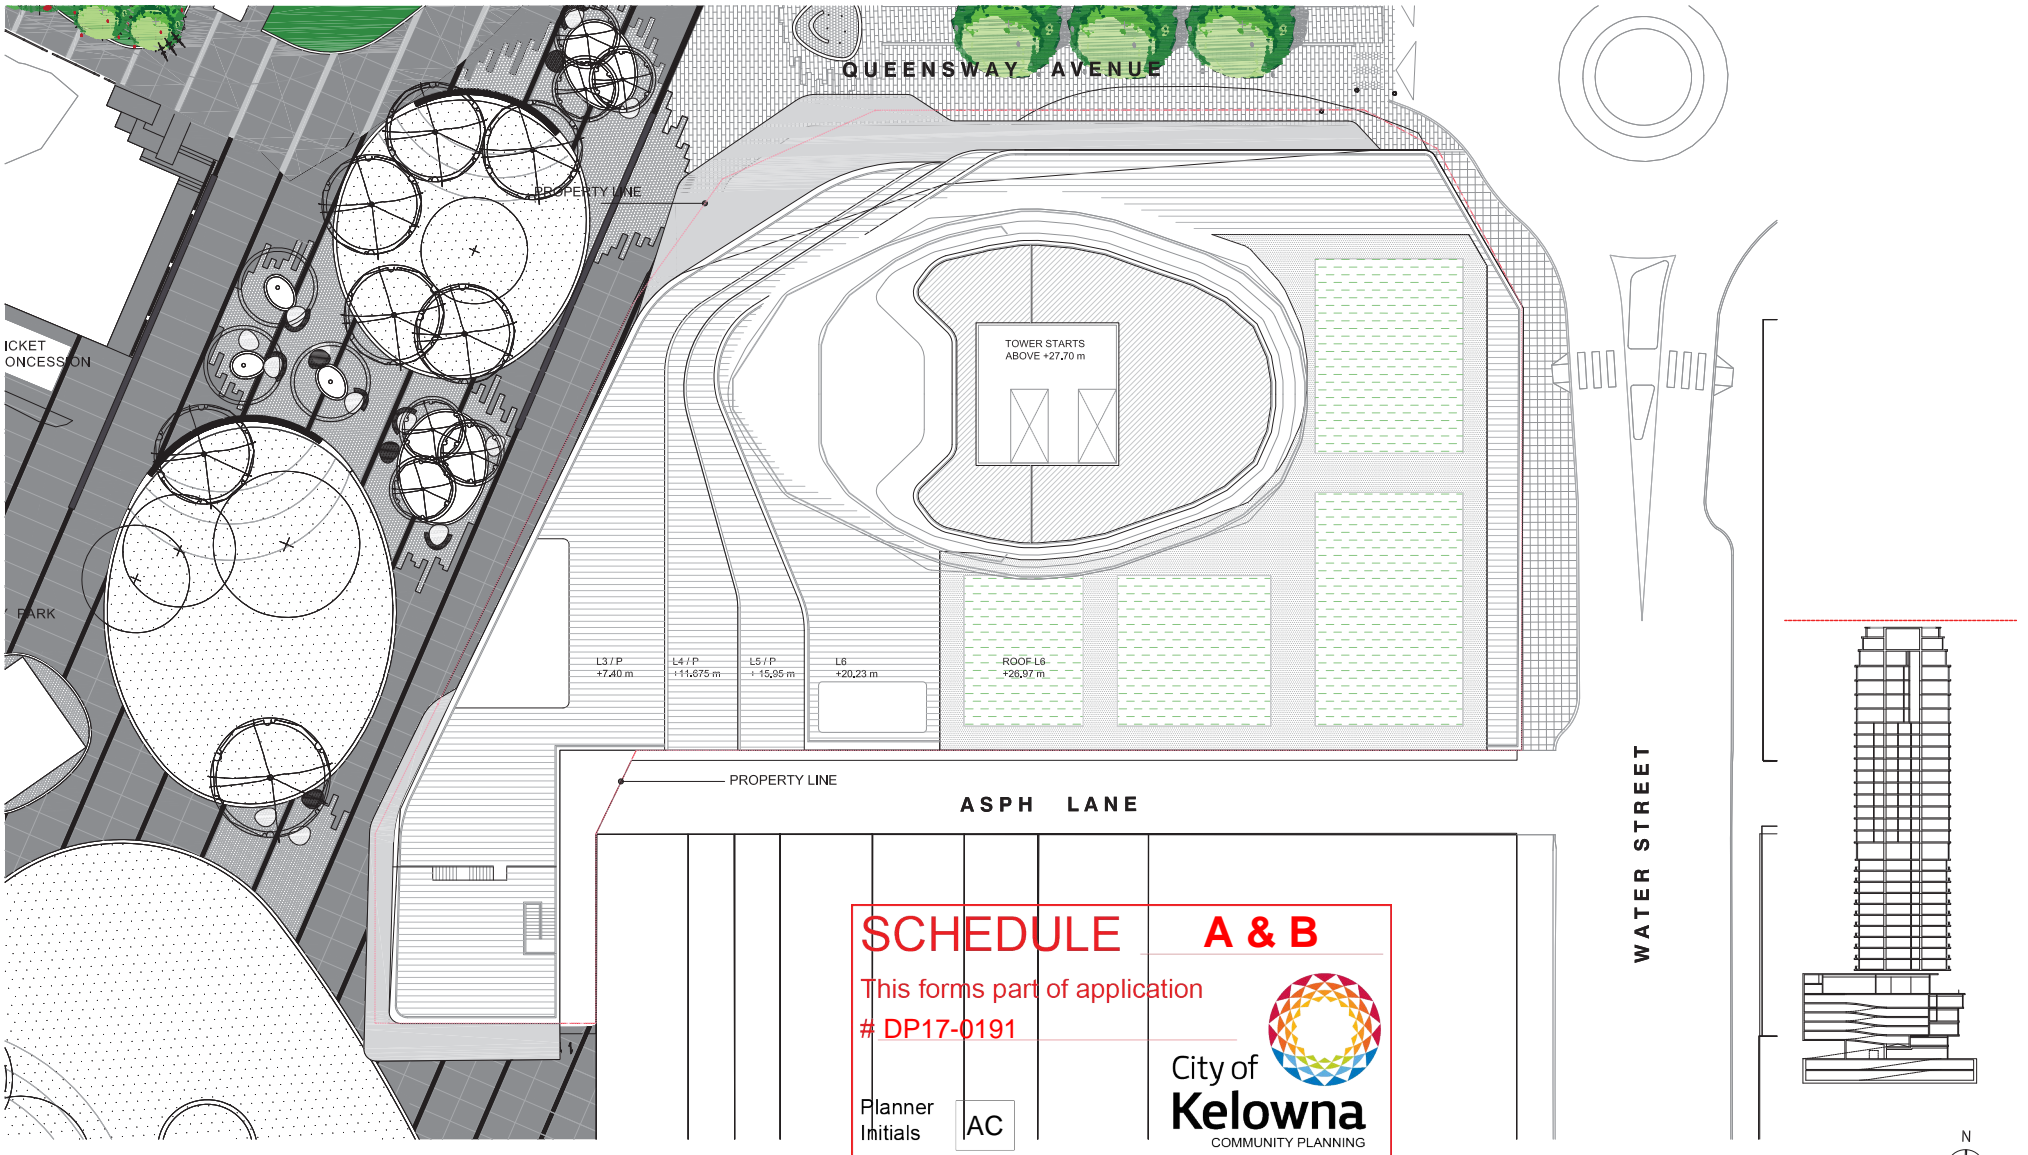 QUEENSWAY AVENUE
PROPERTY LINE
TOWER STARTS
ABOVE +27.70 m
ICKET
ONCESSION
PARK
L3 / P
+7.40 m
L4 / P
+11.675 m
L5 / P
+ 15.95 m
L6
+20.23 m
ROOF L6
+26.97 m
PROPERTY LINE
ASPH LANE
WATER STREET
SCHEDULE A & B
This forms part of application
# DP17-0191
City of
Kelowna
COMMUNITY PLANNING
Planner
Initials
AC
N